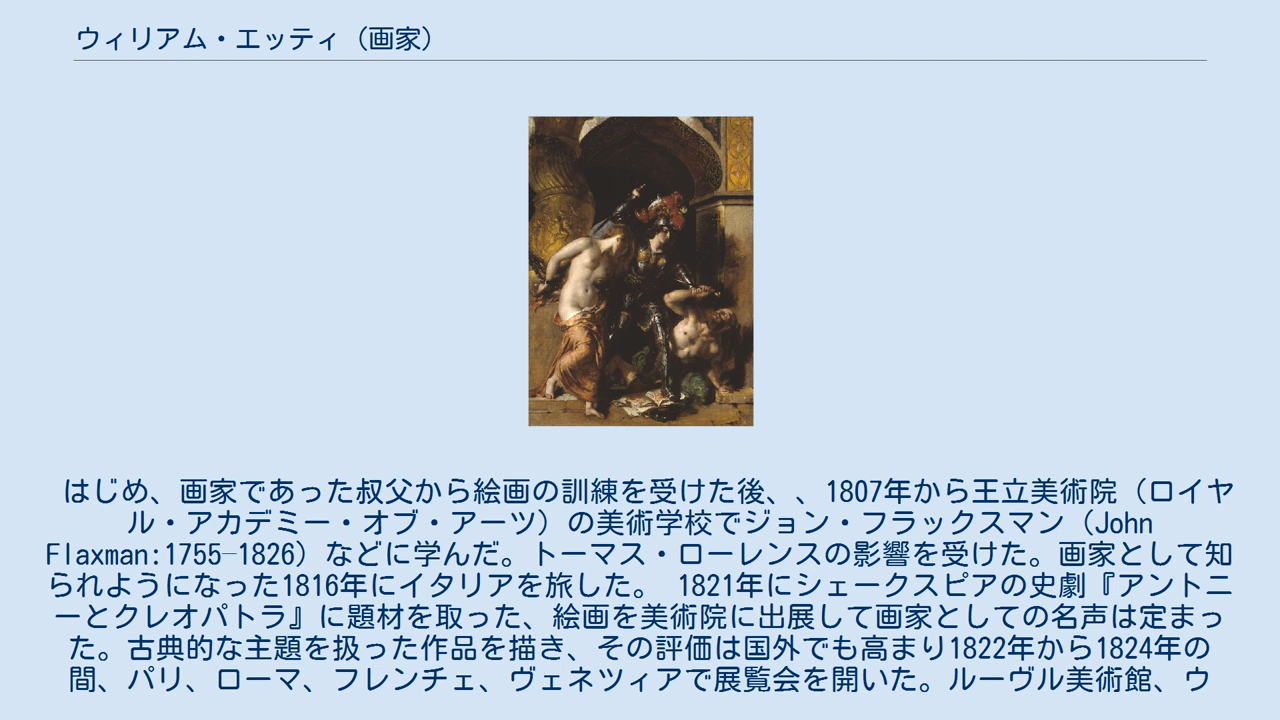 ウィリアム・エッティ（画家）
はじめ、画家であった叔父から絵画の訓練を受けた後、、1807年から王立美術院（ロイヤ
ル・アカデミー・オブ・アーツ）の美術学校でジョン・フラックスマン（John
Flaxman:1755–1826）などに学んだ。トーマス・ローレンスの影響を受けた。画家として知
られようになった1816年にイタリアを旅した。 1821年にシェークスピアの史劇『アントニ
ーとクレオパトラ』に題材を取った、絵画を美術院に出展して画家としての名声は定まっ
た。古典的な主題を扱った作品を描き、その評価は国外でも高まり1822年から1824年の
間、パリ、ローマ、フレンチェ、ヴェネツィアで展覧会を開いた。ルーヴル美術館、ウ